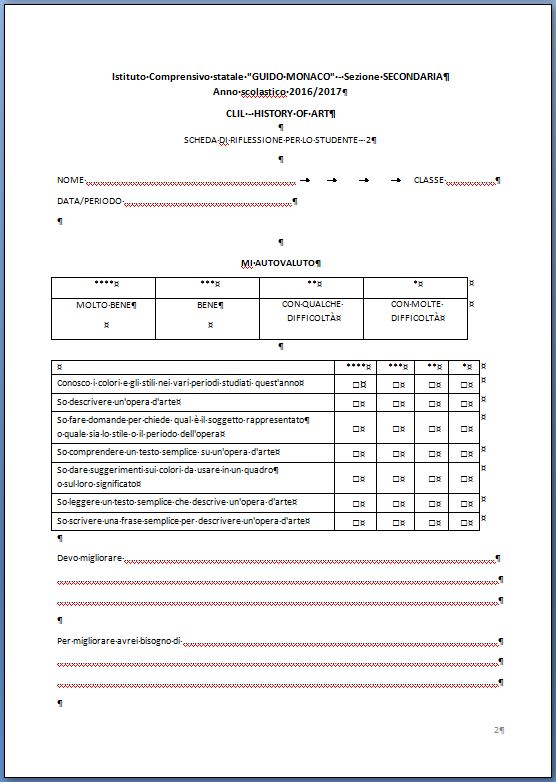 Istituto Comprensivo statale "GUIDO MONACO" - Sezione SECONDARIA
Anno scolastico 2016/2017
CLIL - HISTORY OF ART
SCHEDA DI RIFLESSIONE PER LO STUDENTE - 2
NOME CLASSE
DATA/PERIODO
MI AUTOVALUTO
**** *** ** *
MOLTO BENE BENE CON QUALCHE DIFFICOLTÀ CON MOLTE DIFFICOLTÀ
**** *** ** *
Conosco i colori e gli stili nei vari periodi studiati quest'anno □ □ □ □
So descrivere un'opera d'arte □ □ □ □
So fare domande per chiede qual è il soggetto rappresentato
o quale sia lo stile o il periodo dell'opera □ □ □ □
So comprendere un testo semplice su un'opera d'arte □ □ □ □
So dare suggerimenti sui colori da usare in un quadro
o sul loro significato □ □ □ □
So leggere un testo semplice che descrive un'opera d'arte □ □ □ □
So scrivere una frase semplice per descrivere un'opera d'arte □ □ □ □
Devo migliorare
Per migliorare avrei bisogno di
2